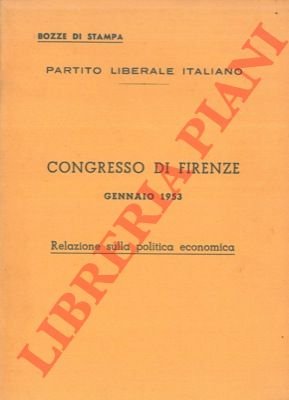 BOZZE DI STAMPA
PARTITO LIBERALE ITALIANO
CONGRESSO DI FIRENZE
GENNAIO 1953
Relazione sulla politica economica
LIBRERIA PIANI